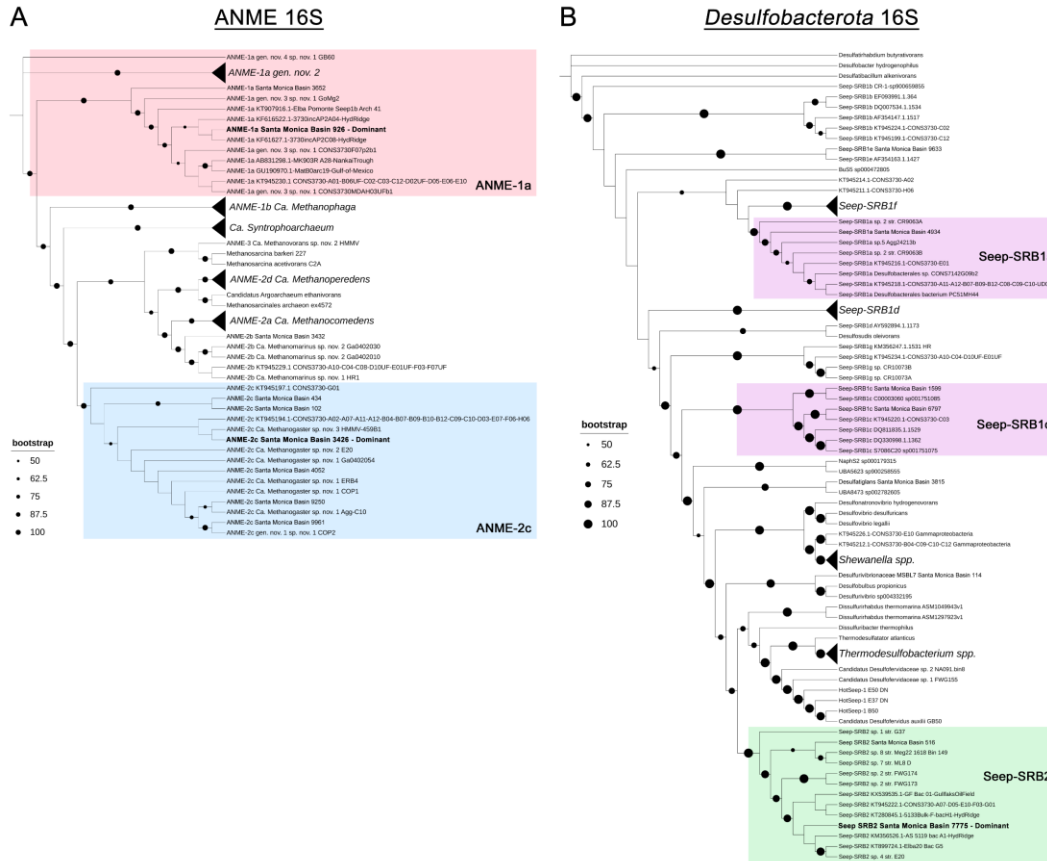 A
ANME 16S
ANME-1a gen. nov. 4 sp. nov. 1 GB60
ANME-1a gen. nov. 2
ANME-1a Santa Monica Basin 3652
ANME-1a gen. nov. 3 sp. nov. 1 GoMg2
ANME-1a KT907916.1-Elba Pomonte Seep1b Arch 41
ANME-1a KF616522.1-3730incAP2A04-HydRidge
ANME-1a Santa Monica Basin 926 - Dominant
ANME-1a KF61627.1-3730incAP2C08-HydRidge
ANME-1a gen. nov. 3 sp. nov. 1 CONS3730F07p2b1
ANME-1a AB831298.1-MK903R A28-NankaiTrough
ANME-1a GU190970.1-Mat80arc19-Gulf-of-Mexico
ANME-1a KT945230.1-CONS3730-A01-B06UF-C02-C03-C12-D02UF-D05-E06-E10
ANME-1a gen. nov. 3 sp. nov. 1 CONS3730MDAH03UFb1
ANME-1a
ANME-1b Ca. Methanophaga
Ca. Syntrophoarchaeum
ANME-3 Ca. Methanovorans sp. nov. 2 HMMV
Methanosarcina barkeri 227
Methanosarcina acetivorans C2A
ANME-2d Ca. Methanoperedens
Candidatus Argoarchaeum ethanivorans
Methanosarcinales archaeon ex4572
ANME-2a Ca. Methanocomedens
ANME-2b Santa Monica Basin 3432
ANME-2b Ca. Methanomarinus sp. nov. 2 Ga0402030
ANME-2b Ca. Methanomarinus sp. nov. 2 Ga0402010
ANME-2b KT945229.1-CONS3730-A10-C04-C08-D10UF-E01UF-F03-F07UF
ANME-2b Ca. Methanomarinus sp. nov. 1 HR1
ANME-2c KT945197.1 CONS3730-G01
ANME-2c Santa Monica Basin 434
ANME-2c Santa Monica Basin 102
ANME-2c KT945194.1-CONS3730-A02-A07-A11-A12-B04-B07-B09-B10-B12-C09-C10-D03-E07-F06-H06
ANME-2c Ca. Methanogaster sp. nov. 3 HMMV-459B1
ANME-2c Santa Monica Basin 3426 - Dominant
ANME-2c Ca. Methanogaster sp. nov. 2 E20
ANME-2c Ca. Methanogaster sp. nov. 1 Ga0402054
ANME-2c Santa Monica Basin 4052
ANME-2c Ca. Methanogaster sp. nov. 1 ERB4
ANME-2c Ca. Methanogaster sp. nov. 1 COP1
ANME-2c Santa Monica Basin 9250
ANME-2c Ca. Methanogaster sp. nov. 1 Agg-C10
ANME-2c Santa Monica Basin 9961
ANME-2c gen. nov. 1 sp. nov. 1 COP2
ANME-2c
bootstrap
50
62.5
75
87.5
100
B
Desulfobacterota 16S
Desulfatirhabdium butyrativorans
Desulfobacter hydrogenophilus
Desulfatibacillum alkenivorans
Seep-SRB1b CR-1-sp900659855
Seep-SRB1b EF093991.1.364
Seep-SRB1b DQ007534.1.1534
Seep-SRB1b AF354147.1.1517
Seep-SRB1b KT945224.1-CONS3730-C02
Seep-SRB1b KT945199.1-CONS3730-C12
Seep-SRB1e Santa Monica Basin 9633
Seep-SRB1e AF354163.1.1427
BuS5 sp000472805
KT945214.1-CONS3730-A02
KT945211.1-CONS3730-H06
Seep-SRB1f
Seep-SRB1a sp. 2 str. CR9063A
Seep-SRB1a Santa Monica Basin 4934
Seep-SRB1a sp.5 Agg24213b
Seep-SRB1a sp. 2 str. CR9063B
Seep-SRB1a KT945216.1-CONS3730-E01
Seep-SRB1a Desulfobacterales sp. CONS7142G09b2
Seep-SRB1a KT945218.1-CONS3730-A11-A12-B07-B09-B12-C08-C09-C10-UD0
Seep-SRB1a Desulfobacterales bacterium PC51MH44
Seep-SRB1
Seep-SRB1d
Seep-SRB1d AY592894.1.1173
Desulfosudis oleivorans
Seep-SRB1g KM356247.1.1531 HR
Seep-SRB1g KT945234.1-CONS3730-A10-C04-D10UF-E01UF
Seep-SRB1g sp. CR10073B
Seep-SRB1g sp. CR10073A
Seep-SRB1c Santa Monica Basin 1599
Seep-SRB1c C00003060 sp001751085
Seep-SRB1c Santa Monica Basin 6797
Seep-SRB1c KT945220.1-CONS3730-C03
Seep-SRB1c DQ811835.1.1529
Seep-SRB1c DQ330998.1.1362
Seep-SRB1c S7086C20 sp001751075
Seep-SRB1c
NaphS2 sp000179315
UBA5623 sp000258555
Desulfatiglans Santa Monica Basin 3815
UBA8473 sp002782605
Desulfonatronovibrio hydrogenovorans
Desulfovibrio desulfuricans
Desulfovibrio legallii
KT945226.1-CONS3730-E10 Gammaproteobacteria
KT945212.1-CONS3730-B04-C09-C10-C12 Gammaproteobacteria
Shewanella spp.
Desulfurivibrionaceae MSBL7 Santa Monica Basin 114
Desulfobulbus propionicus
Desulfurivibrio sp004332195
Dissulfurirhabdus thermomarina ASM1049943v1
Dissulfurirhabdus thermomarina ASM1297923v1
Dissulfuribacter thermophilus
Thermodesulfatator atlanticus
Thermodesulfobacterium spp.
Candidatus Desulfofervidaceae sp. 2 NA091.bin8
Candidatus Desulfofervidaceae sp. 1 FWG155
HotSeep-1 E50 DN
HotSeep-1 E37 DN
HotSeep-1 B50
Candidatus Desulfofervidus auxilii GB50
Seep-SRB2 sp. 1 str. G37
Seep SRB2 Santa Monica Basin 516
Seep-SRB2 sp. 8 str. Meg22 1618 Bin 149
Seep-SRB2 sp. 7 str. ML8 D
Seep-SRB2 sp. 2 str. FWG174
Seep-SRB2 sp. 2 str. FWG173
Seep-SRB2 KX539535.1-GF Bac 01-GullfaksOilField
Seep-SRB2 KT945222.1-CONS3730-A07-D05-E10-F03-G01
Seep-SRB2 KT280845.1-5133Bulk-F-bacH1-HydRidge
Seep SRB2 Santa Monica Basin 7775 - Dominant
Seep-SRB2 KM356526.1-AS 5119 bac A1-HydRidge
Seep-SRB2 KT899724.1-Elba20 Bac G5
Seep-SRB2 sp. 4 str. E20
Seep-SRB2
bootstrap
50
62.5
75
87.5
100